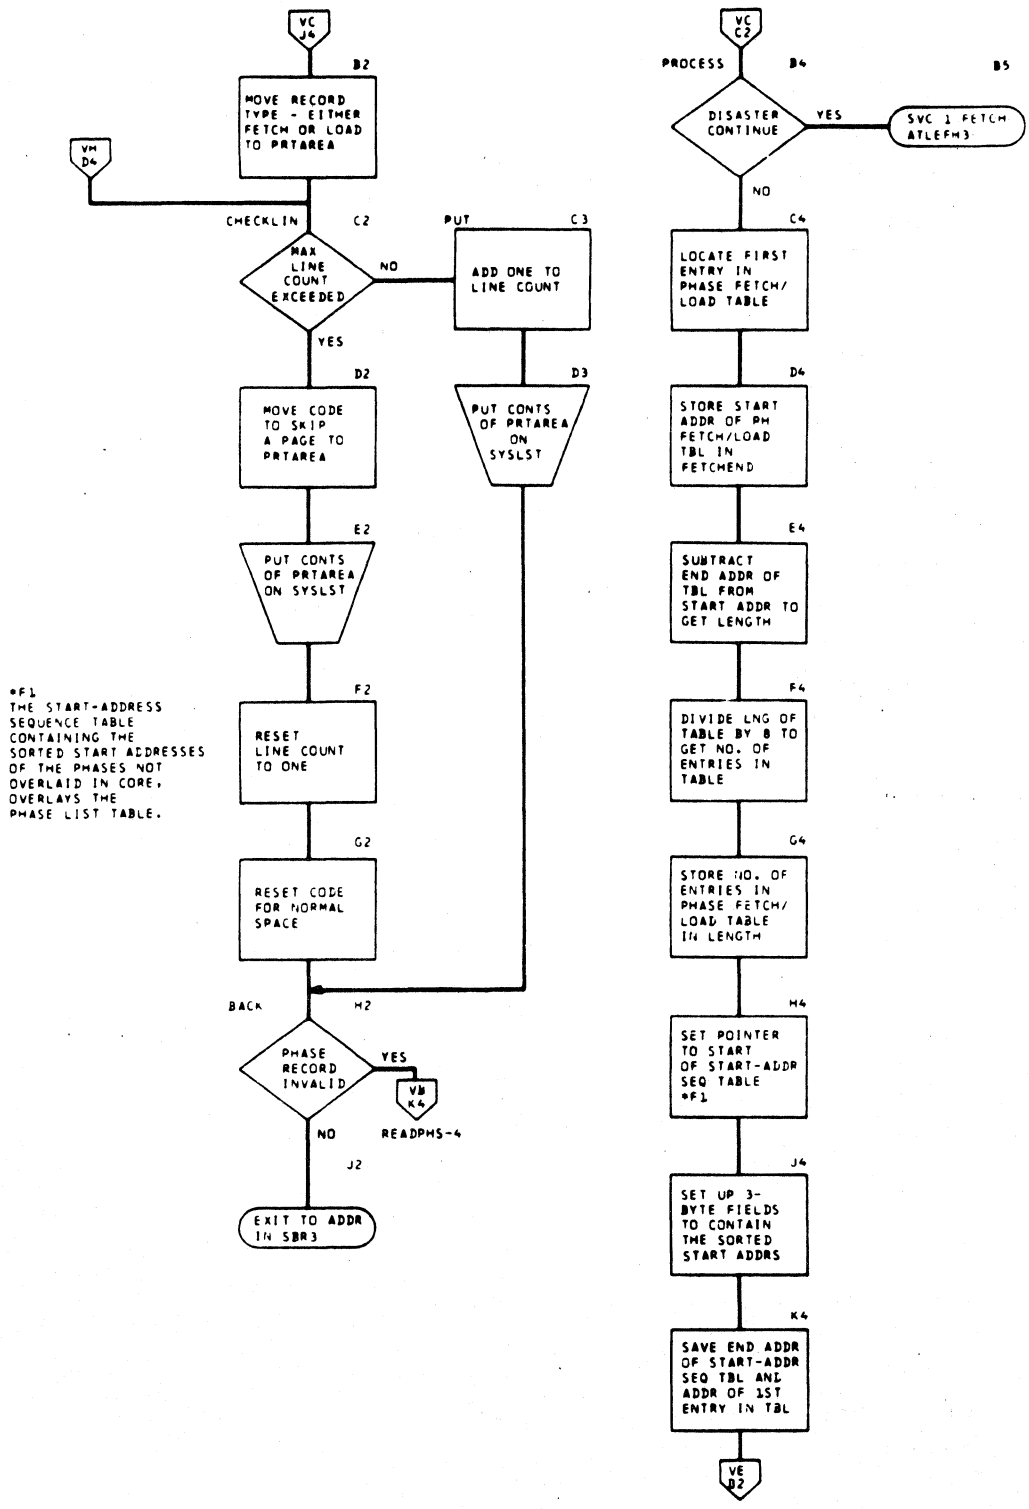 VC
J4
B2
MOVE RECORD
TYPE - EITHER
FETCH OR LOAD
TO PRTAREA
VH
D4
CHECKLIN
C2
MAX
LINE
COUNT
EXCEEDED
NO
YES
PUT
C3
ADD ONE TO
LINE COUNT
D2
MOVE CODE
TO SKIP
A PAGE TO
PRTAREA
D3
PUT CONTS
OF PRTAREA
ON
SYSLST
E2
PUT CONTS
OF PRTAREA
ON SYSLST
F2
RESET
LINE COUNT
TO ONE
*F1
THE START-ADDRESS
SEQUENCE TABLE
CONTAINING THE
SORTED START ADDRESSES
OF THE PHASES NOT
OVERLAID IN CORE,
OVERLAYS THE
PHASE LIST TABLE.
G2
RESET CODE
FOR NORMAL
SPACE
BACK
H2
PHASE
RECORD
INVALID
YES
VB
K4
READPHS-4
NO
J2
EXIT TO ADDR
IN SBR3
VC
C2
PROCESS
B4
B5
DISASTER
CONTINUE
YES
SVC 1 FETCH
ATLEFH3
NO
C4
LOCATE FIRST
ENTRY IN
PHASE FETCH/
LOAD TABLE
D4
STORE START
ADDR OF PH
FETCH/LOAD
TBL IN
FETCHEND
E4
SUBTRACT
END ADDR OF
TBL FROM
START ADDR TO
GET LENGTH
F4
DIVIDE LNG OF
TABLE BY 8 TO
GET NO. OF
ENTRIES IN
TABLE
G4
STORE NO. OF
ENTRIES IN
PHASE FETCH/
LOAD TABLE
IN LENGTH
H4
SET POINTER
TO START
OF START-ADDR
SEQ TABLE
*F1
J4
SET UP 3-
BYTE FIELDS
TO CONTAIN
THE SORTED
START ADDRS
K4
SAVE END ADDR
OF START-ADDR
SEQ TBL AND
ADDR OF 1ST
ENTRY IN TBL
VE
B2